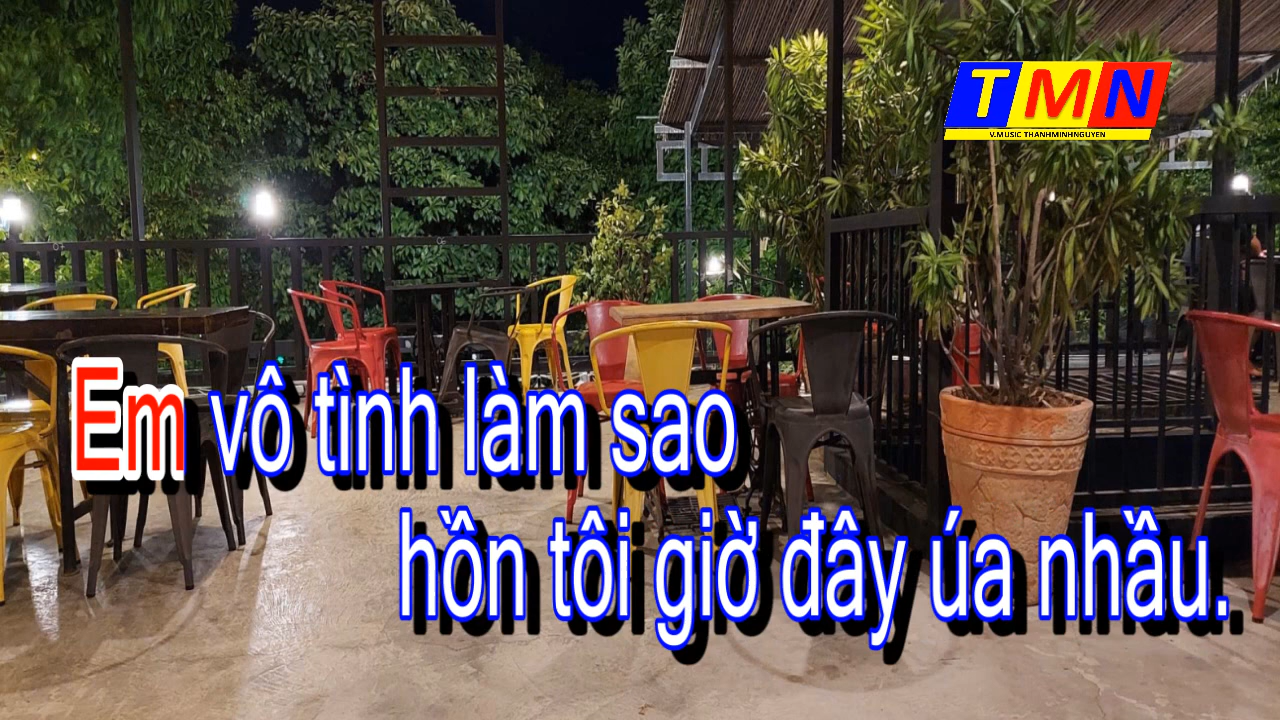 TMN
V.MUSIC THANHMINHNGUYEN
Em vô tình làm sao
hồn tôi giờ đây úa nhầu.